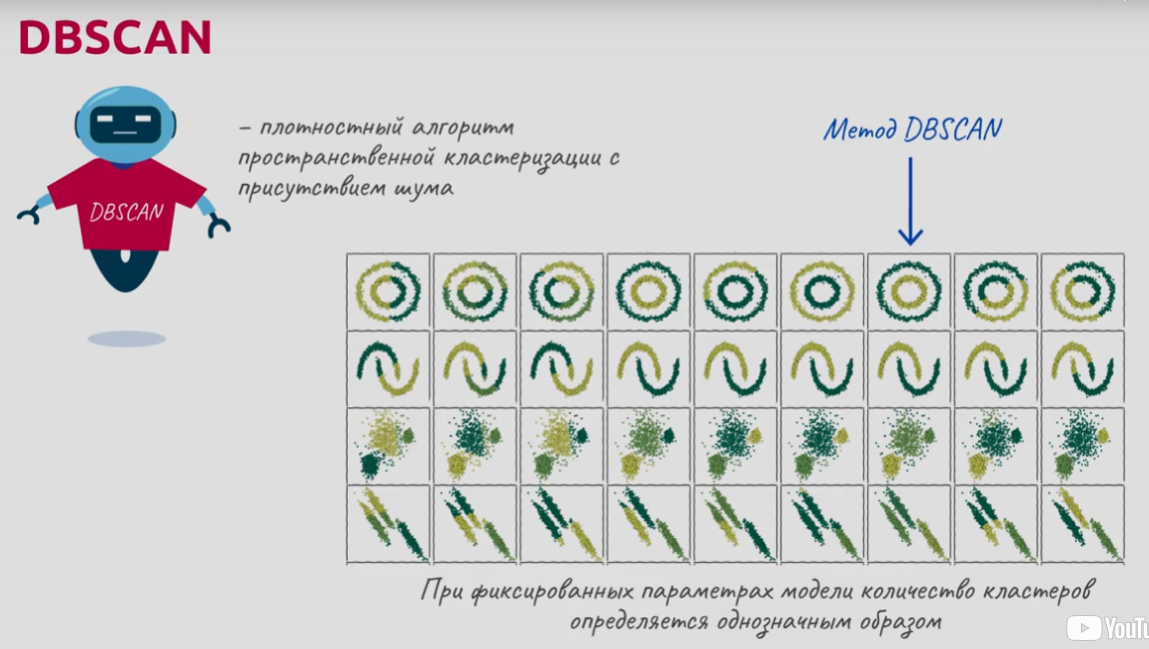 DBSCAN
– плотностный алгоритм
пространственной кластеризации с
присутствием шума
Метод DBSCAN
DBSCAN
При фиксированных параметрах модели количество кластеров
определяется однозначным образом